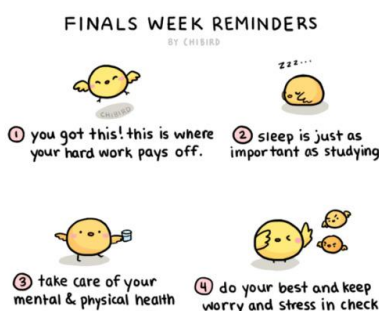 FINALS WEEK REMINDERS
BY CHIBIRD
CHIBIRD
zzz...
1 you got this! this is where
your hard work pays off.
2 sleep is just as
important as studying
3 take care of your
mental & physical health
4 do your best and keep
worry and stress in check